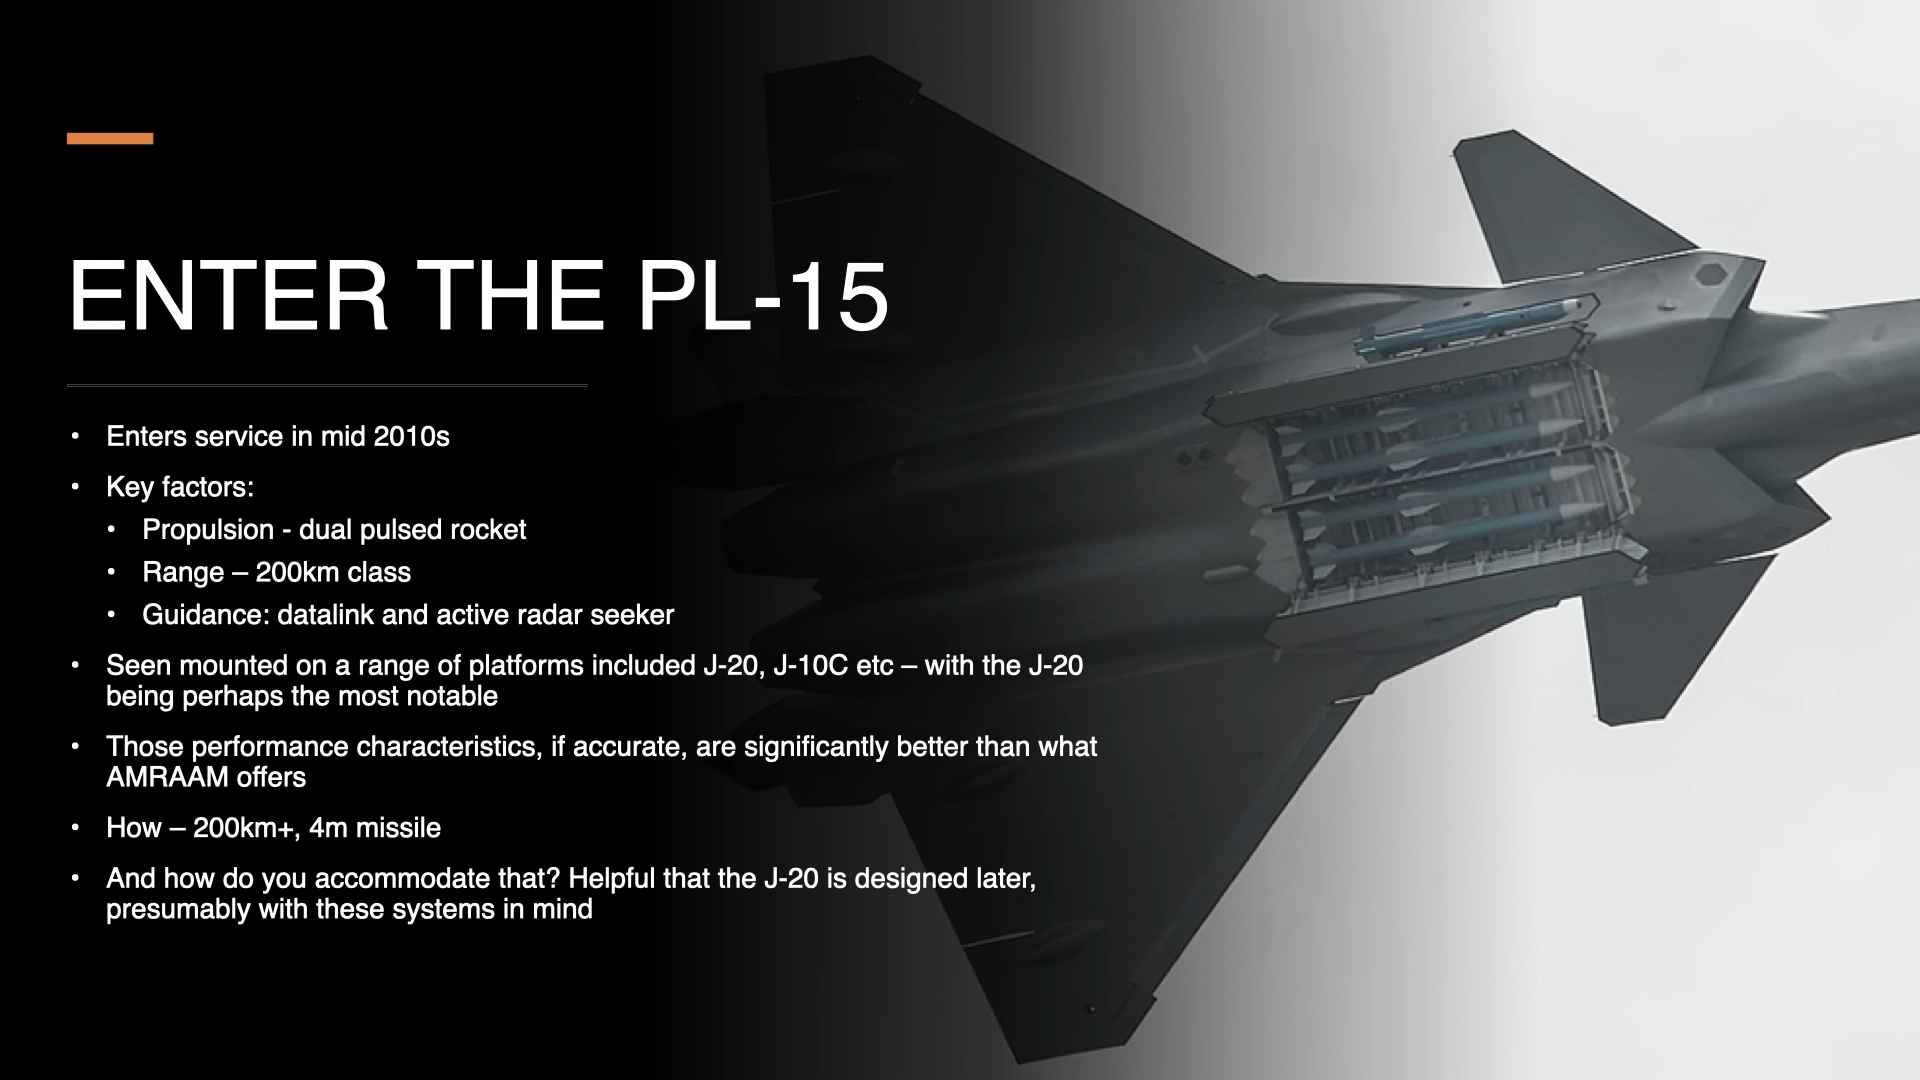 ENTER THE PL-15
• Enters service in mid 2010s
• Key factors:
• Propulsion - dual pulsed rocket
• Range – 200km class
• Guidance: datalink and active radar seeker
• Seen mounted on a range of platforms included J-20, J-10C etc – with the J-20
being perhaps the most notable
• Those performance characteristics, if accurate, are significantly better than what
AMRAAM offers
• How – 200km+, 4m missile
• And how do you accommodate that? Helpful that the J-20 is designed later,
presumably with these systems in mind